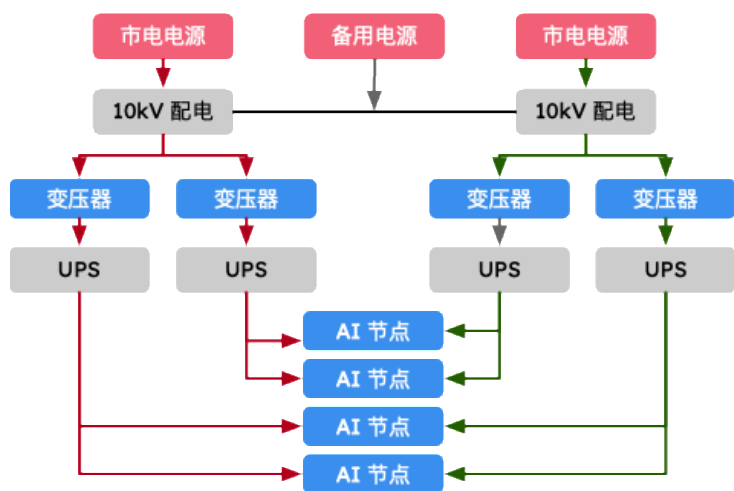 市电电源
备用电源
市电电源
10kV 配电
10kV 配电
变压器
变压器
变压器
变压器
UPS
UPS
UPS
UPS
AI 节点
AI 节点
AI 节点
AI 节点